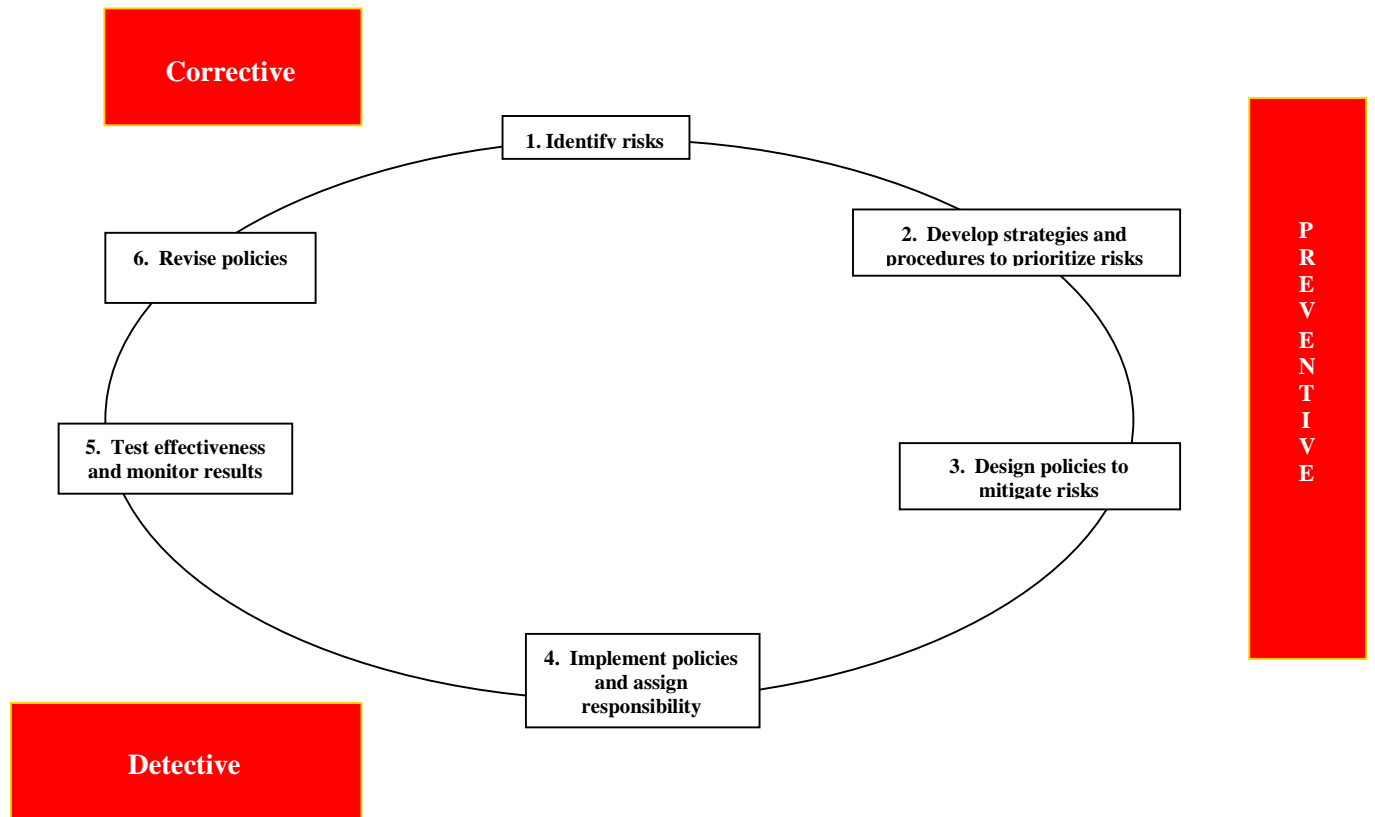 Corrective
1. Identify risks
2.  Develop strategies and
procedures to prioritize risks
P
R
E
V
E
N
T
I
V
E
6.  Revise policies
5.  Test effectiveness
and monitor results
3.  Design policies to
mitigate risks
4.  Implement policies
and assign
responsibility
Detective